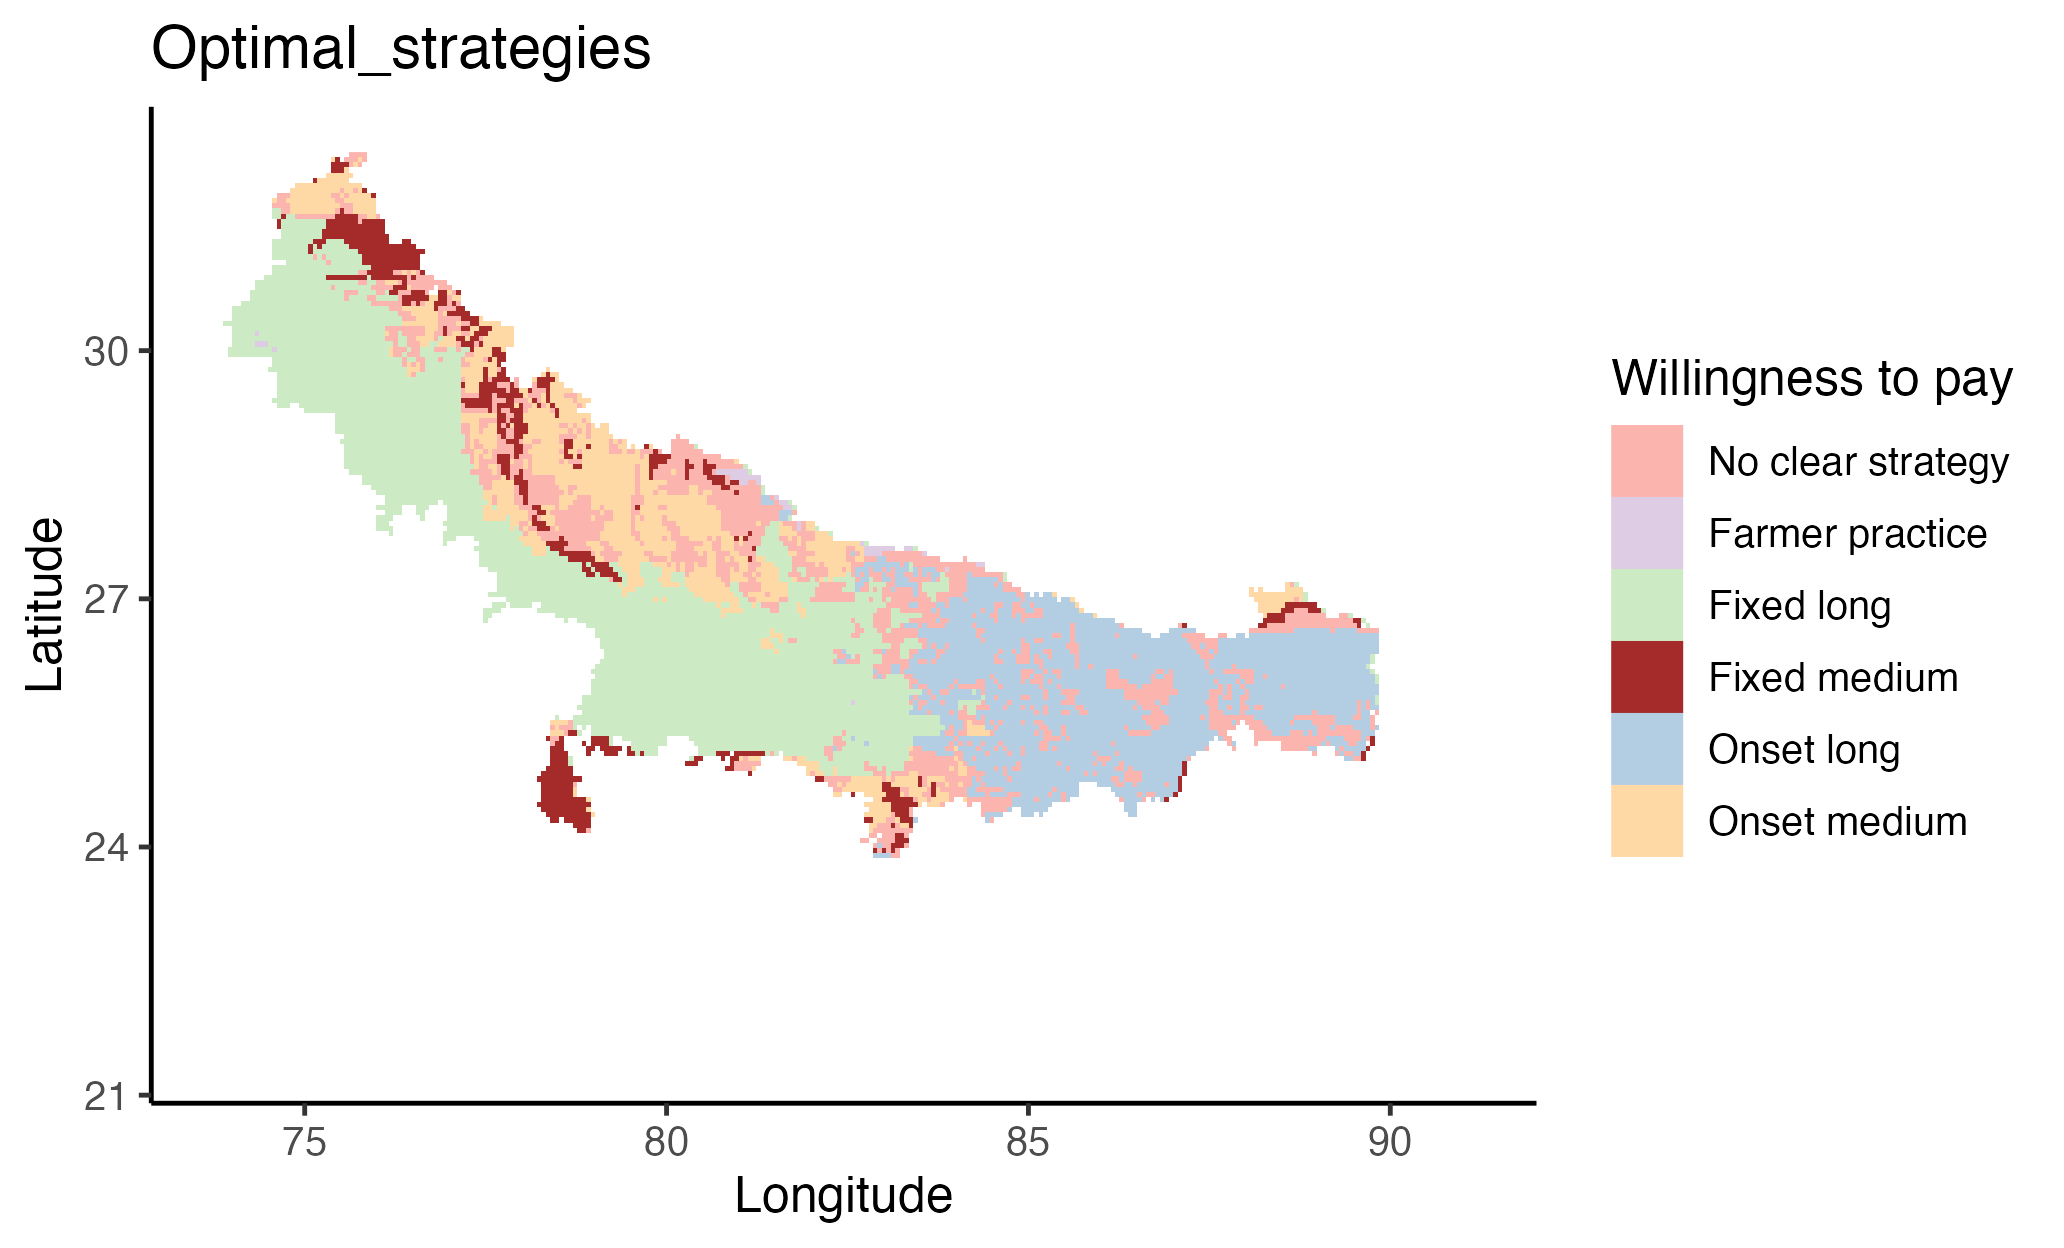 Optimal_strategies
Latitude
30
27
24
21
75 80 85 90
Longitude
Willingness to pay
No clear strategy
Farmer practice
Fixed long
Fixed medium
Onset long
Onset medium